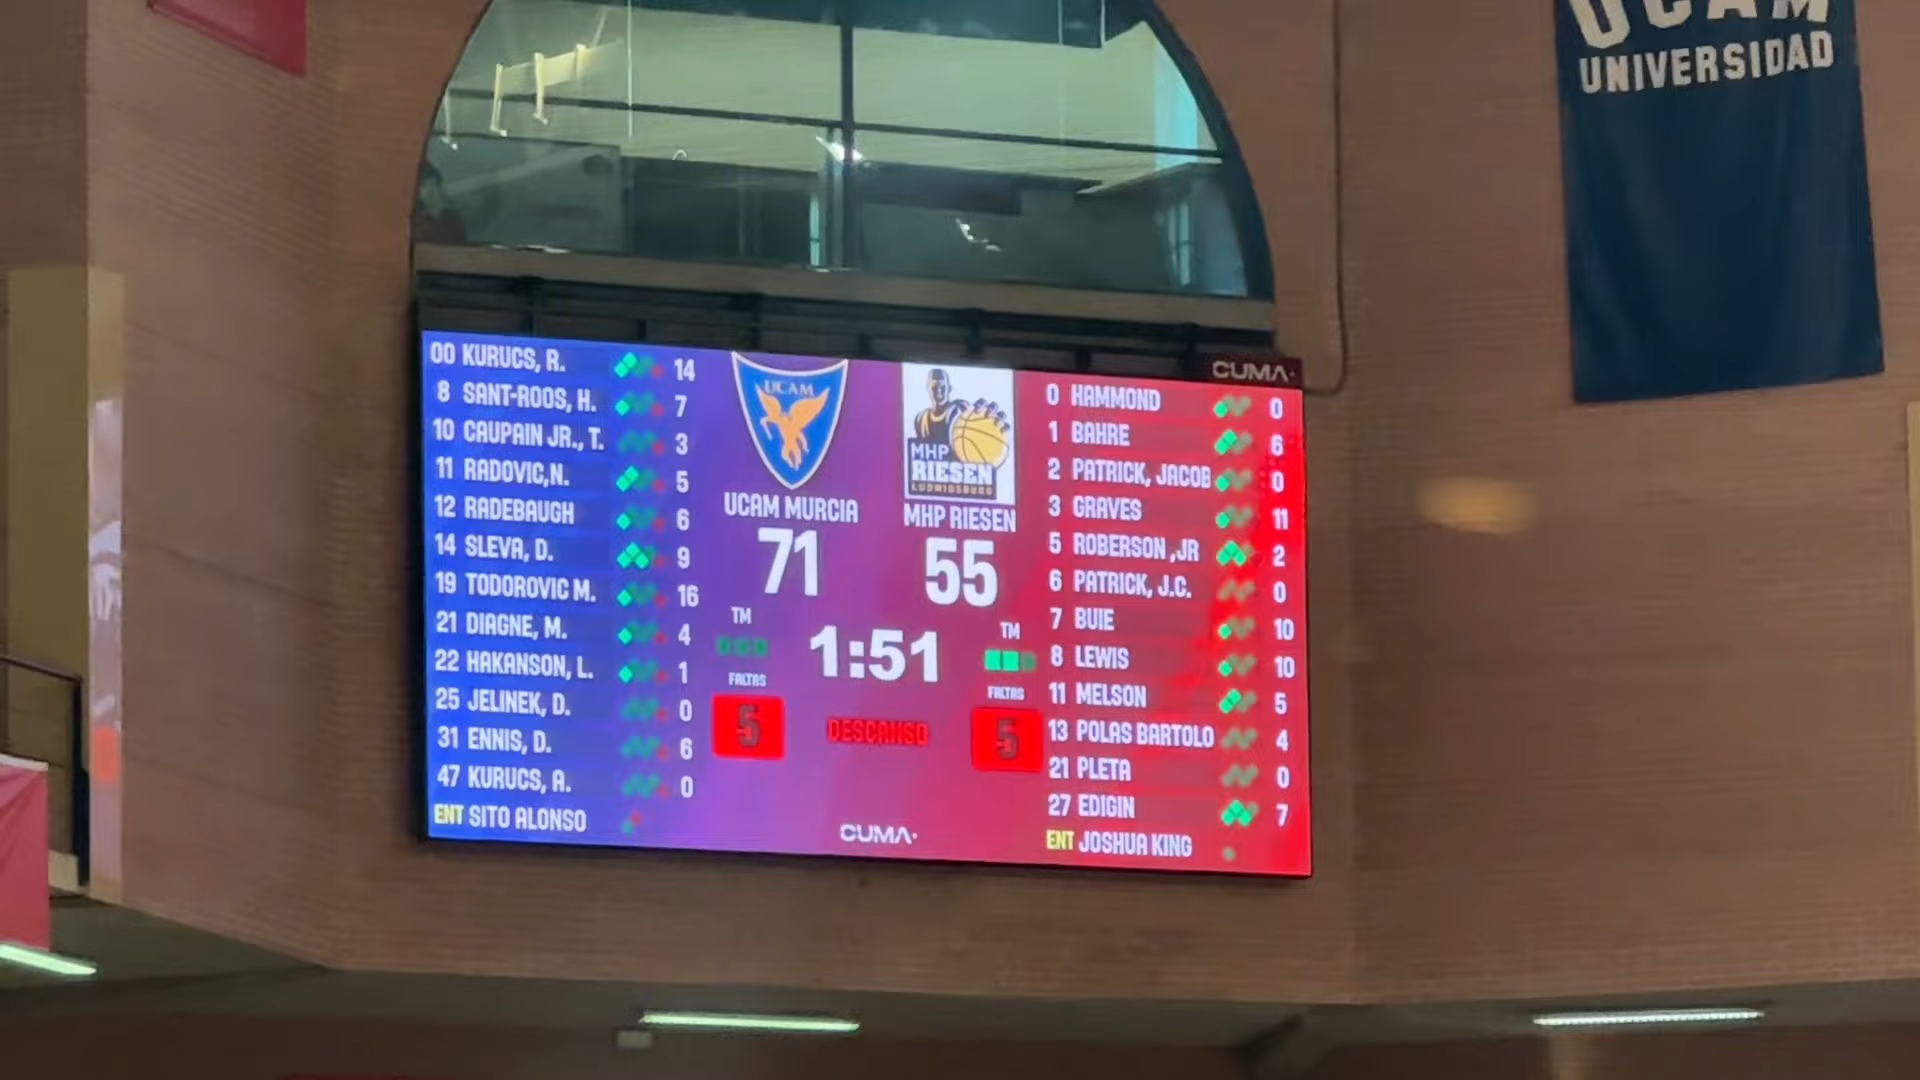 UCAM
UNIVERSIDAD
CUMA
00 KURUCS, R. 14
8 SANT-ROOS, H. 7
10 CAUPAIN JR., T. 3
11 RADOVIC,N. 5
12 RADEBAUGH 6
14 SLEVA, D. 9
19 TODOROVIC M. 16
21 DIAGNE, M. 4
22 HAKANSON, L. 1
25 JELINEK, D. 0
31 ENNIS, D. 6
47 KURUCS, A. 0
ENT SITO ALONSO
UCAM
MHP
RIESEN
LUDWIGSBURG
UCAM MURCIA MHP RIESEN
71 55
TM TM
1:51
FALTAS FALTAS
5 DESCANSO 5
CUMA
0 HAMMOND 0
1 BAHRE 6
2 PATRICK, JACOB 0
3 GRAVES 11
5 ROBERSON ,JR 2
6 PATRICK, J.C. 0
7 BUIE 10
8 LEWIS 10
11 MELSON 5
13 POLAS BARTOLO 4
21 PLETA 0
27 EDIGIN 7
ENT JOSHUA KING